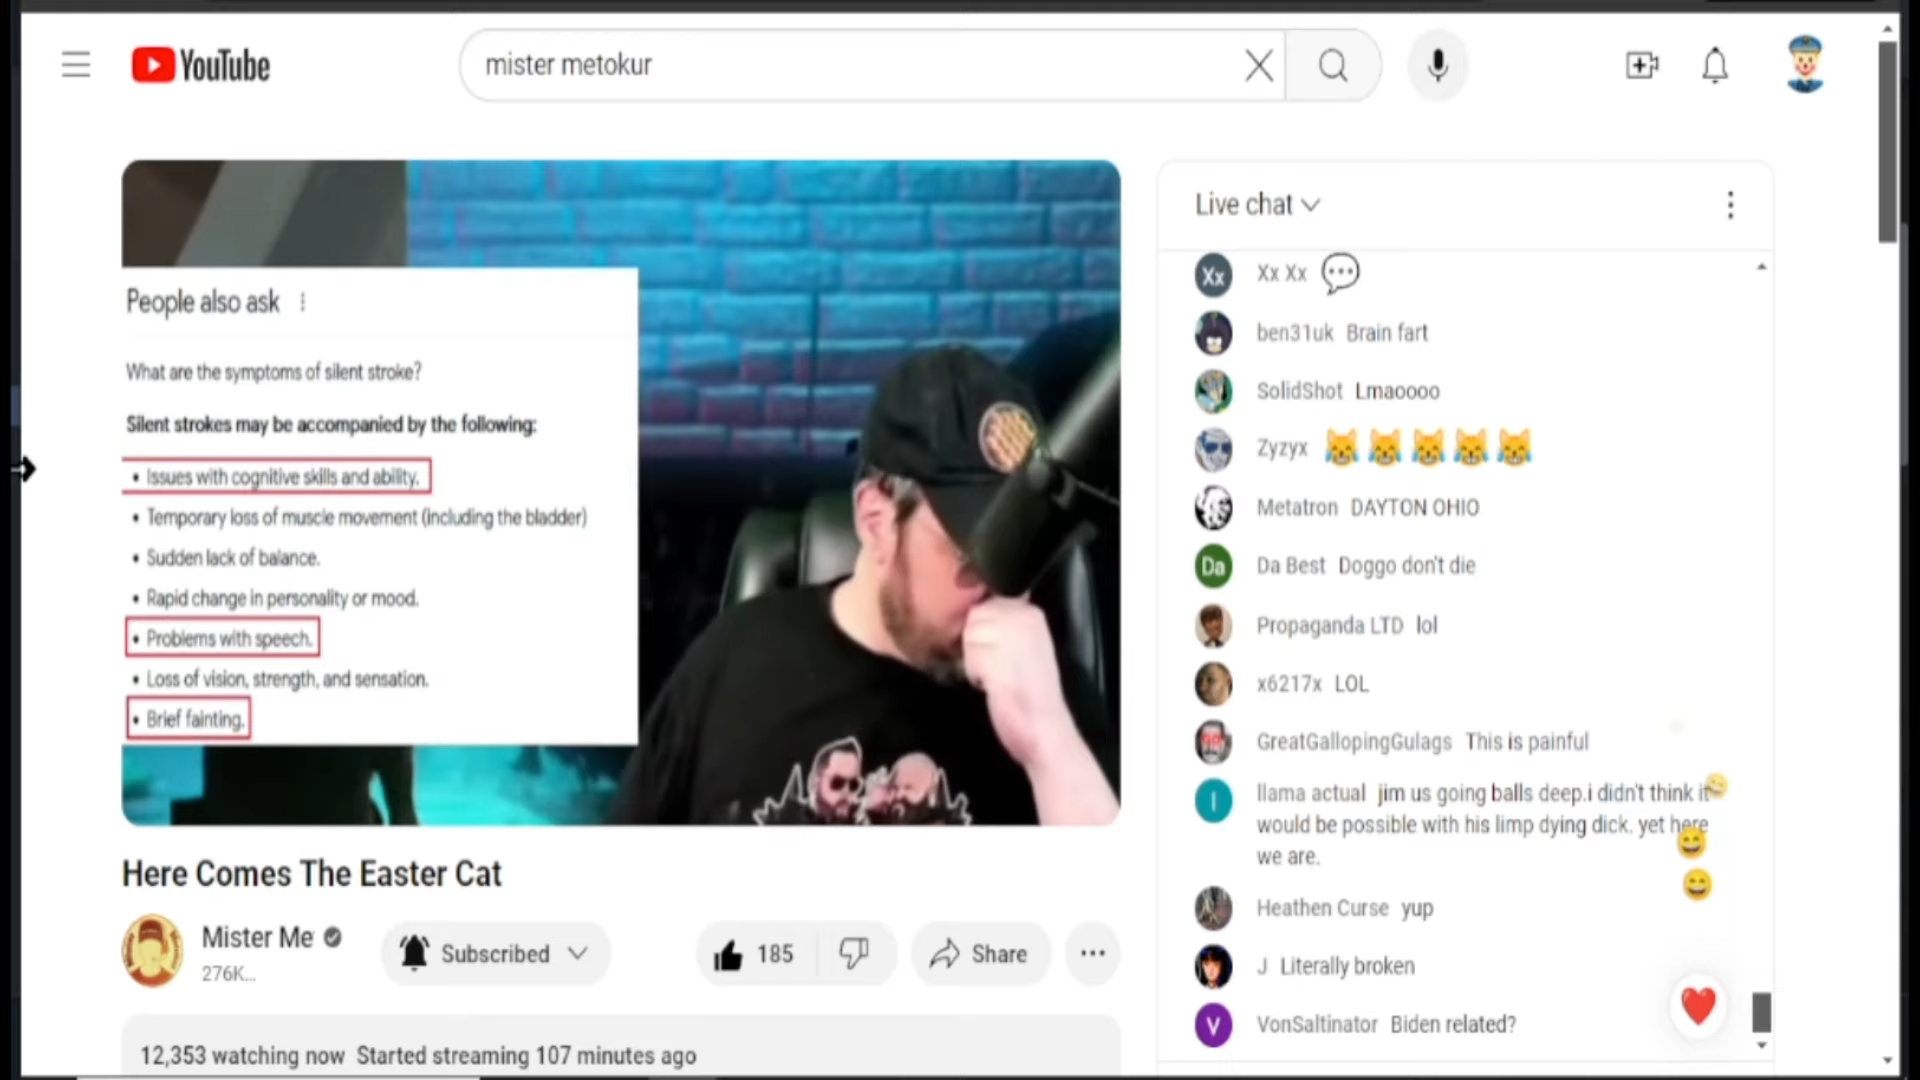 YouTube
mister metokur
People also ask
What are the symptoms of silent stroke?
Silent strokes may be accompanied by the following:
• Issues with cognitive skills and ability.
• Temporary loss of muscle movement (including the bladder)
• Sudden lack of balance.
• Rapid change in personality or mood.
• Problems with speech.
• Loss of vision, strength, and sensation.
• Brief fainting.
Here Comes The Easter Cat
Mister Me
276K...
Subscribed
185
Share
12,353 watching now Started streaming 107 minutes ago
Live chat
Xx Xx Xx
ben31uk Brain fart
SolidShot Lmaoooo
Zyzyx 😹😹😹😹😹
Metatron DAYTON OHIO
Da Da Best Doggo don't die
Propaganda LTD lol
x6217x LOL
GreatGallopingGulags This is painful
l llama actual jim us going balls deep.i didn't think it
would be possible with his limp dying dick. yet here
we are.
Heathen Curse yup
J Literally broken
V VonSaltinator Biden related?